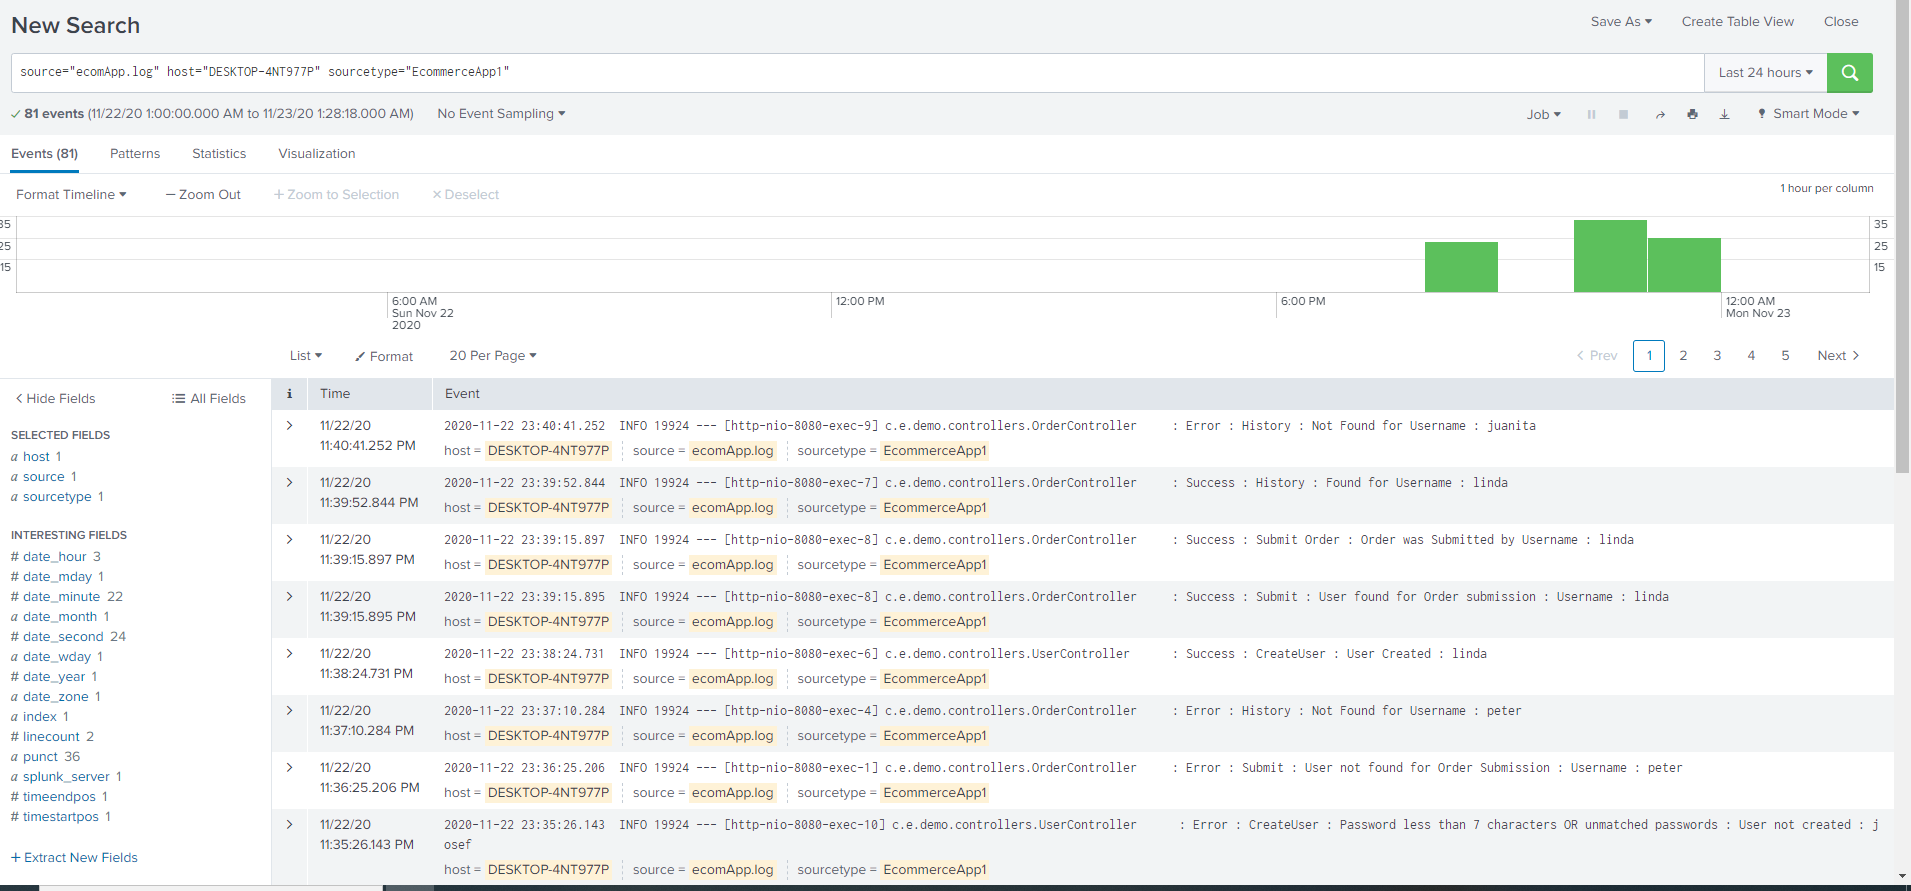 New Search
Save As Create Table View Close
source="ecomApp.log" host="DESKTOP-4NT977P" sourcetype="EcommerceApp1"
Last 24 hours
81 events (11/22/20 1:00:00.000 AM to 11/23/20 1:28:18.000 AM) No Event Sampling
Job Smart Mode
Events (81) Patterns Statistics Visualization
Format Timeline — Zoom Out + Zoom to Selection × Deselect
1 hour per column
35 35
25 25
15 15
6:00 AM 12:00 PM 6:00 PM 12:00 AM
Sun Nov 22 Mon Nov 23
2020
List Format 20 Per Page
< Prev 1 2 3 4 5 Next >
< Hide Fields All Fields
SELECTED FIELDS
a host 1
a source 1
a sourcetype 1
INTERESTING FIELDS
# date_hour 3
# date_mday 1
# date_minute 22
a date_month 1
# date_second 24
a date_wday 1
# date_year 1
a date_zone 1
a index 1
# linecount 2
a punct 36
a splunk_server 1
# timeendpos 1
# timestartpos 1
+ Extract New Fields
i Time Event
> 11/22/20 2020-11-22 23:40:41.252 INFO 19924 --- [http-nio-8080-exec-9] c.e.demo.controllers.OrderController : Error : History : Not Found for Username : juanita
11:40:41.252 PM
host = DESKTOP-4NT977P source = ecomApp.log sourcetype = EcommerceApp1
> 11/22/20 2020-11-22 23:39:52.844 INFO 19924 --- [http-nio-8080-exec-7] c.e.demo.controllers.OrderController : Success : History : Found for Username : linda
11:39:52.844 PM
host = DESKTOP-4NT977P source = ecomApp.log sourcetype = EcommerceApp1
> 11/22/20 2020-11-22 23:39:15.897 INFO 19924 --- [http-nio-8080-exec-8] c.e.demo.controllers.OrderController : Success : Submit Order : Order was Submitted by Username : linda
11:39:15.897 PM
host = DESKTOP-4NT977P source = ecomApp.log sourcetype = EcommerceApp1
> 11/22/20 2020-11-22 23:39:15.895 INFO 19924 --- [http-nio-8080-exec-8] c.e.demo.controllers.OrderController : Success : Submit : User found for Order submission : Username : linda
11:39:15.895 PM
host = DESKTOP-4NT977P source = ecomApp.log sourcetype = EcommerceApp1
> 11/22/20 2020-11-22 23:38:24.731 INFO 19924 --- [http-nio-8080-exec-6] c.e.demo.controllers.UserController : Success : CreateUser : User Created : linda
11:38:24.731 PM
host = DESKTOP-4NT977P source = ecomApp.log sourcetype = EcommerceApp1
> 11/22/20 2020-11-22 23:37:10.284 INFO 19924 --- [http-nio-8080-exec-4] c.e.demo.controllers.OrderController : Error : History : Not Found for Username : peter
11:37:10.284 PM
host = DESKTOP-4NT977P source = ecomApp.log sourcetype = EcommerceApp1
> 11/22/20 2020-11-22 23:36:25.206 INFO 19924 --- [http-nio-8080-exec-1] c.e.demo.controllers.OrderController : Error : Submit : User not found for Order Submission : Username : peter
11:36:25.206 PM
host = DESKTOP-4NT977P source = ecomApp.log sourcetype = EcommerceApp1
> 11/22/20 2020-11-22 23:35:26.143 INFO 19924 --- [http-nio-8080-exec-10] c.e.demo.controllers.UserController : Error : CreateUser : Password less than 7 characters OR unmatched passwords : User not created : j
11:35:26.143 PM osef
host = DESKTOP-4NT977P source = ecomApp.log sourcetype = EcommerceApp1